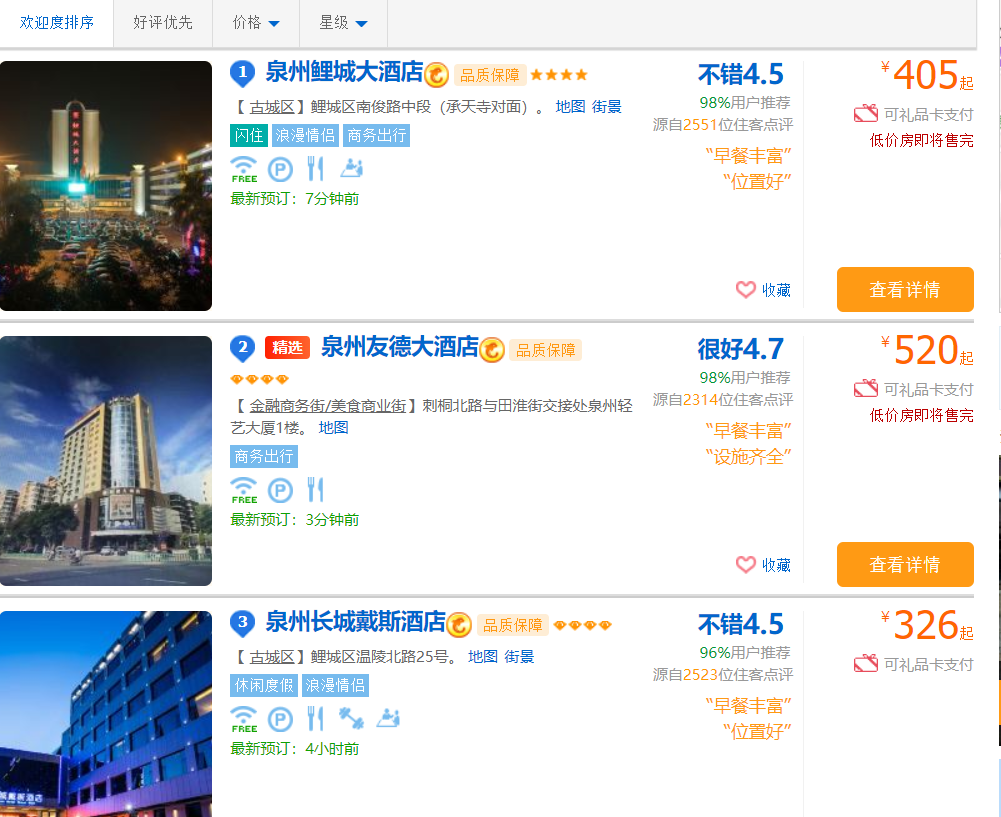 欢迎度排序 好评优先 价格 星级
1 泉州鲤城大酒店 品质保障
【 古城区】鲤城区南俊路中段（承天寺对面）。 地图 街景
闪住 浪漫情侣 商务出行
FREE P
最新预订：7分钟前
不错4.5
98%用户推荐
源自2551位住客点评
“早餐丰富”
“位置好”
收藏
¥405起
可礼品卡支付
低价房即将售完
查看详情
2 精选 泉州友德大酒店 品质保障
【 金融商务街/美食商业街】刺桐北路与田淮街交接处泉州轻
艺大厦1楼。 地图
商务出行
FREE P
最新预订：3分钟前
很好4.7
98%用户推荐
源自2314位住客点评
“早餐丰富”
“设施齐全”
收藏
¥520起
可礼品卡支付
低价房即将售完
查看详情
3 泉州长城戴斯酒店 品质保障
【 古城区】鲤城区温陵北路25号。 地图 街景
休闲度假 浪漫情侣
FREE P
最新预订：4小时前
不错4.5
96%用户推荐
源自2523位住客点评
“早餐丰富”
“位置好”
¥326起
可礼品卡支付